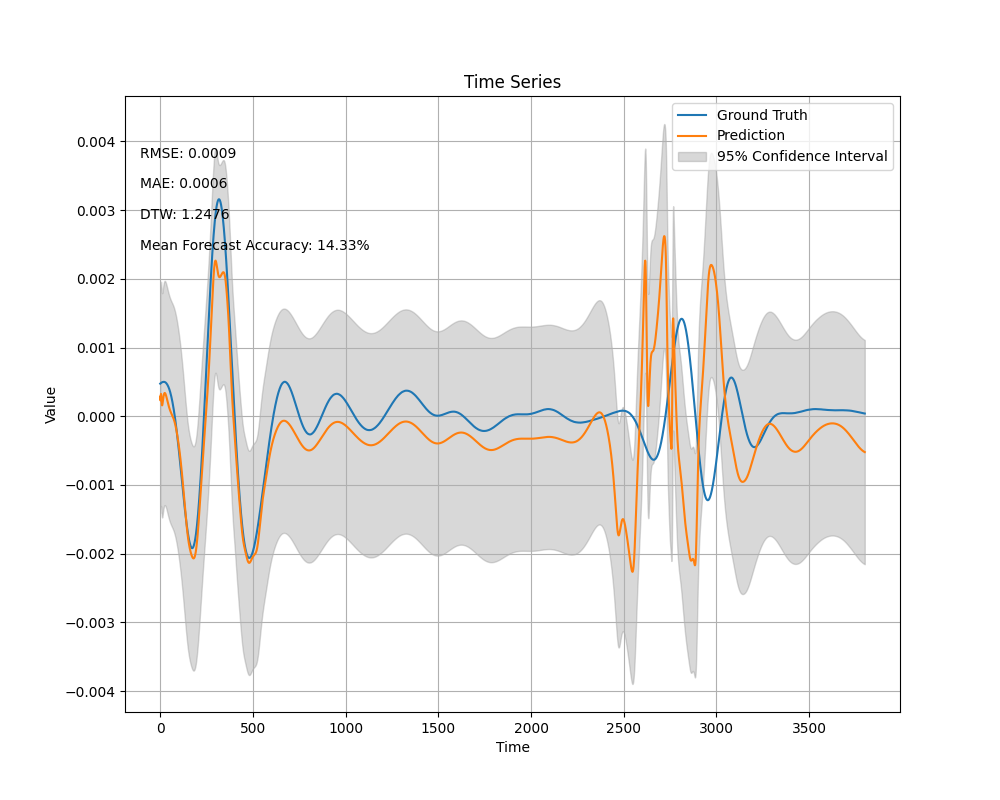 Time Series
Ground Truth
Prediction
95% Confidence Interval
RMSE: 0.0009
MAE: 0.0006
DTW: 1.2476
Mean Forecast Accuracy: 14.33%
0.004
0.003
0.002
0.001
0.000
−0.001
−0.002
−0.003
−0.004
Value
0 500 1000 1500 2000 2500 3000 3500
Time